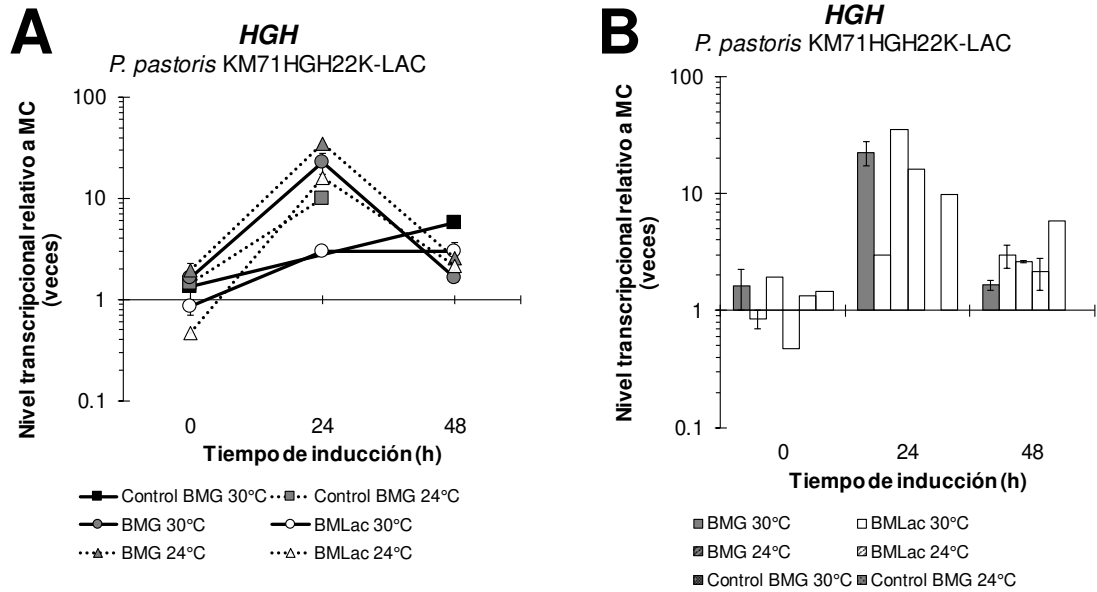 A
HGH
P. pastoris KM71HGH22K-LAC
Nivel transcripcional relativo a MC
(veces)
100
10
1
0.1
0
24
48
Tiempo de inducción (h)
Control BMG 30°C
Control BMG 24°C
BMG 30°C
BMLac 30°C
BMG 24°C
BMLac 24°C
B
HGH
P. pastoris KM71HGH22K-LAC
Nivel transcripcional relativo a MC
(veces)
100
10
1
0.1
0
24
48
Tiempo de inducción (h)
BMG 30°C
BMLac 30°C
BMG 24°C
BMLac 24°C
Control BMG 30°C
Control BMG 24°C